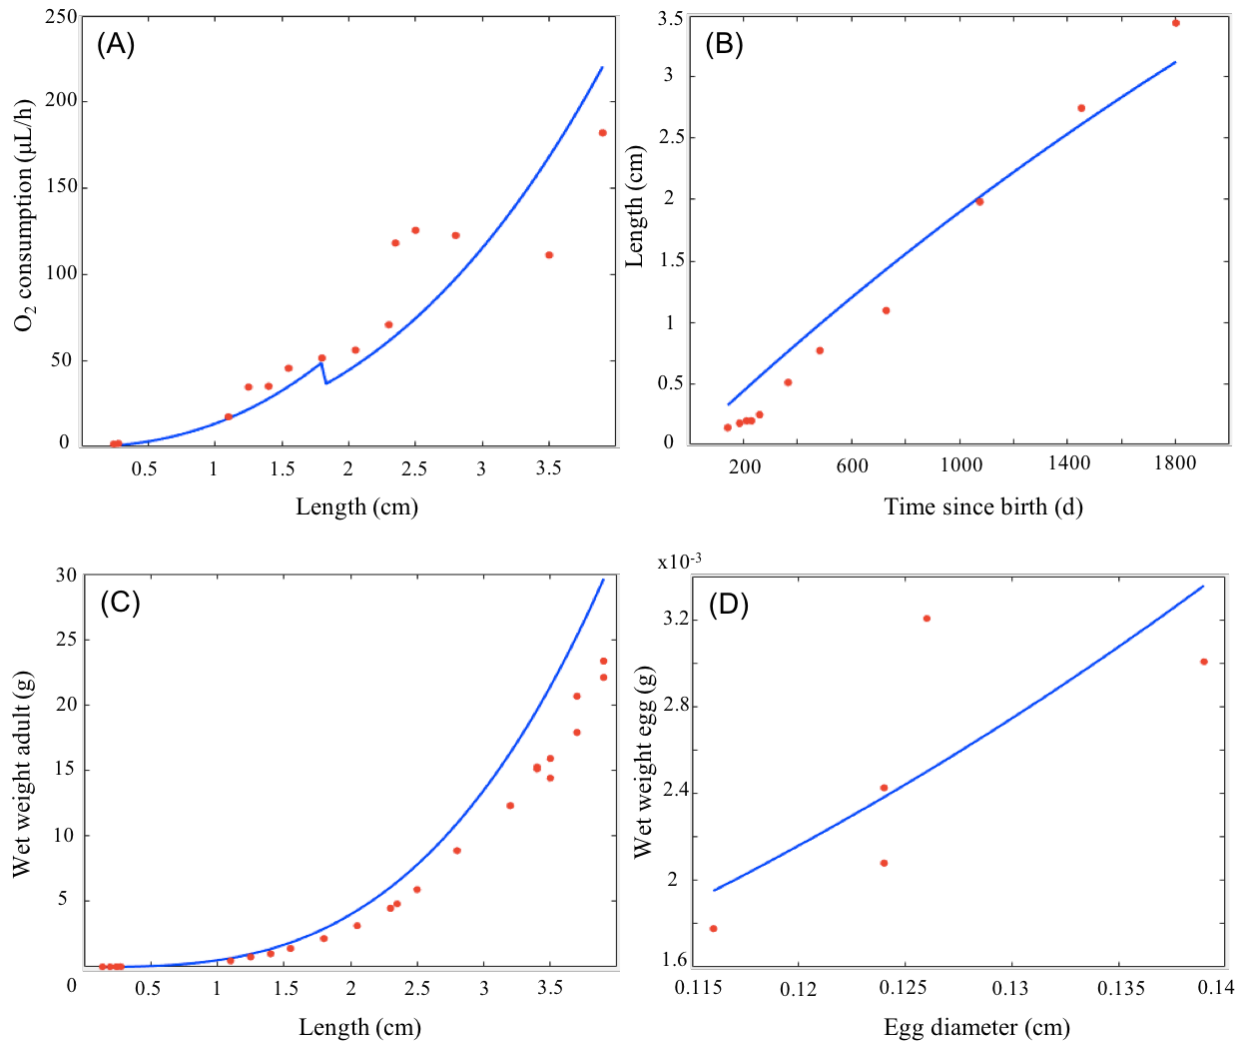 (A)
250
200
150
100
50
0
O2 consumption (µL/h)
0.5 1 1.5 2 2.5 3 3.5
Length (cm)
(B)
3.5
3
2.5
2
1.5
1
0.5
0
Length (cm)
200 600 1000 1400 1800
Time since birth (d)
(C)
30
25
20
15
10
5
0
Wet weight adult (g)
0.5 1 1.5 2 2.5 3 3.5
Length (cm)
x10-3
(D)
3.2
2.8
2.4
2
1.6
Wet weight egg (g)
0.115 0.12 0.125 0.13 0.135 0.14
Egg diameter (cm)